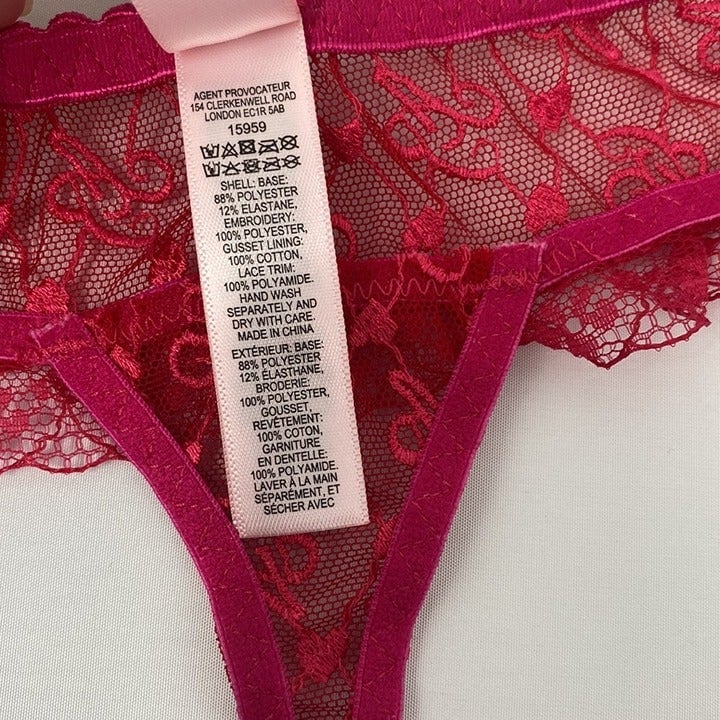 AGENT PROVOCATEUR
154 CLERKENWELL ROAD
LONDON EC1R 5AB
15959
SHELL: BASE:
88% POLYESTER
12% ELASTANE,
EMBROIDERY:
100% POLYESTER,
GUSSET LINING:
100% COTTON,
LACE TRIM:
100% POLYAMIDE.
HAND WASH
SEPARATELY AND
DRY WITH CARE.
MADE IN CHINA
EXTÉRIEUR: BASE:
88% POLYESTER
12% ÉLASTHANE,
BRODERIE:
100% POLYESTER,
GOUSSET,
REVÊTEMENT:
100% COTON,
GARNITURE
EN DENTELLE:
100% POLYAMIDE.
LAVER À LA MAIN
SÉPARÉMENT, ET
SÉCHER AVEC